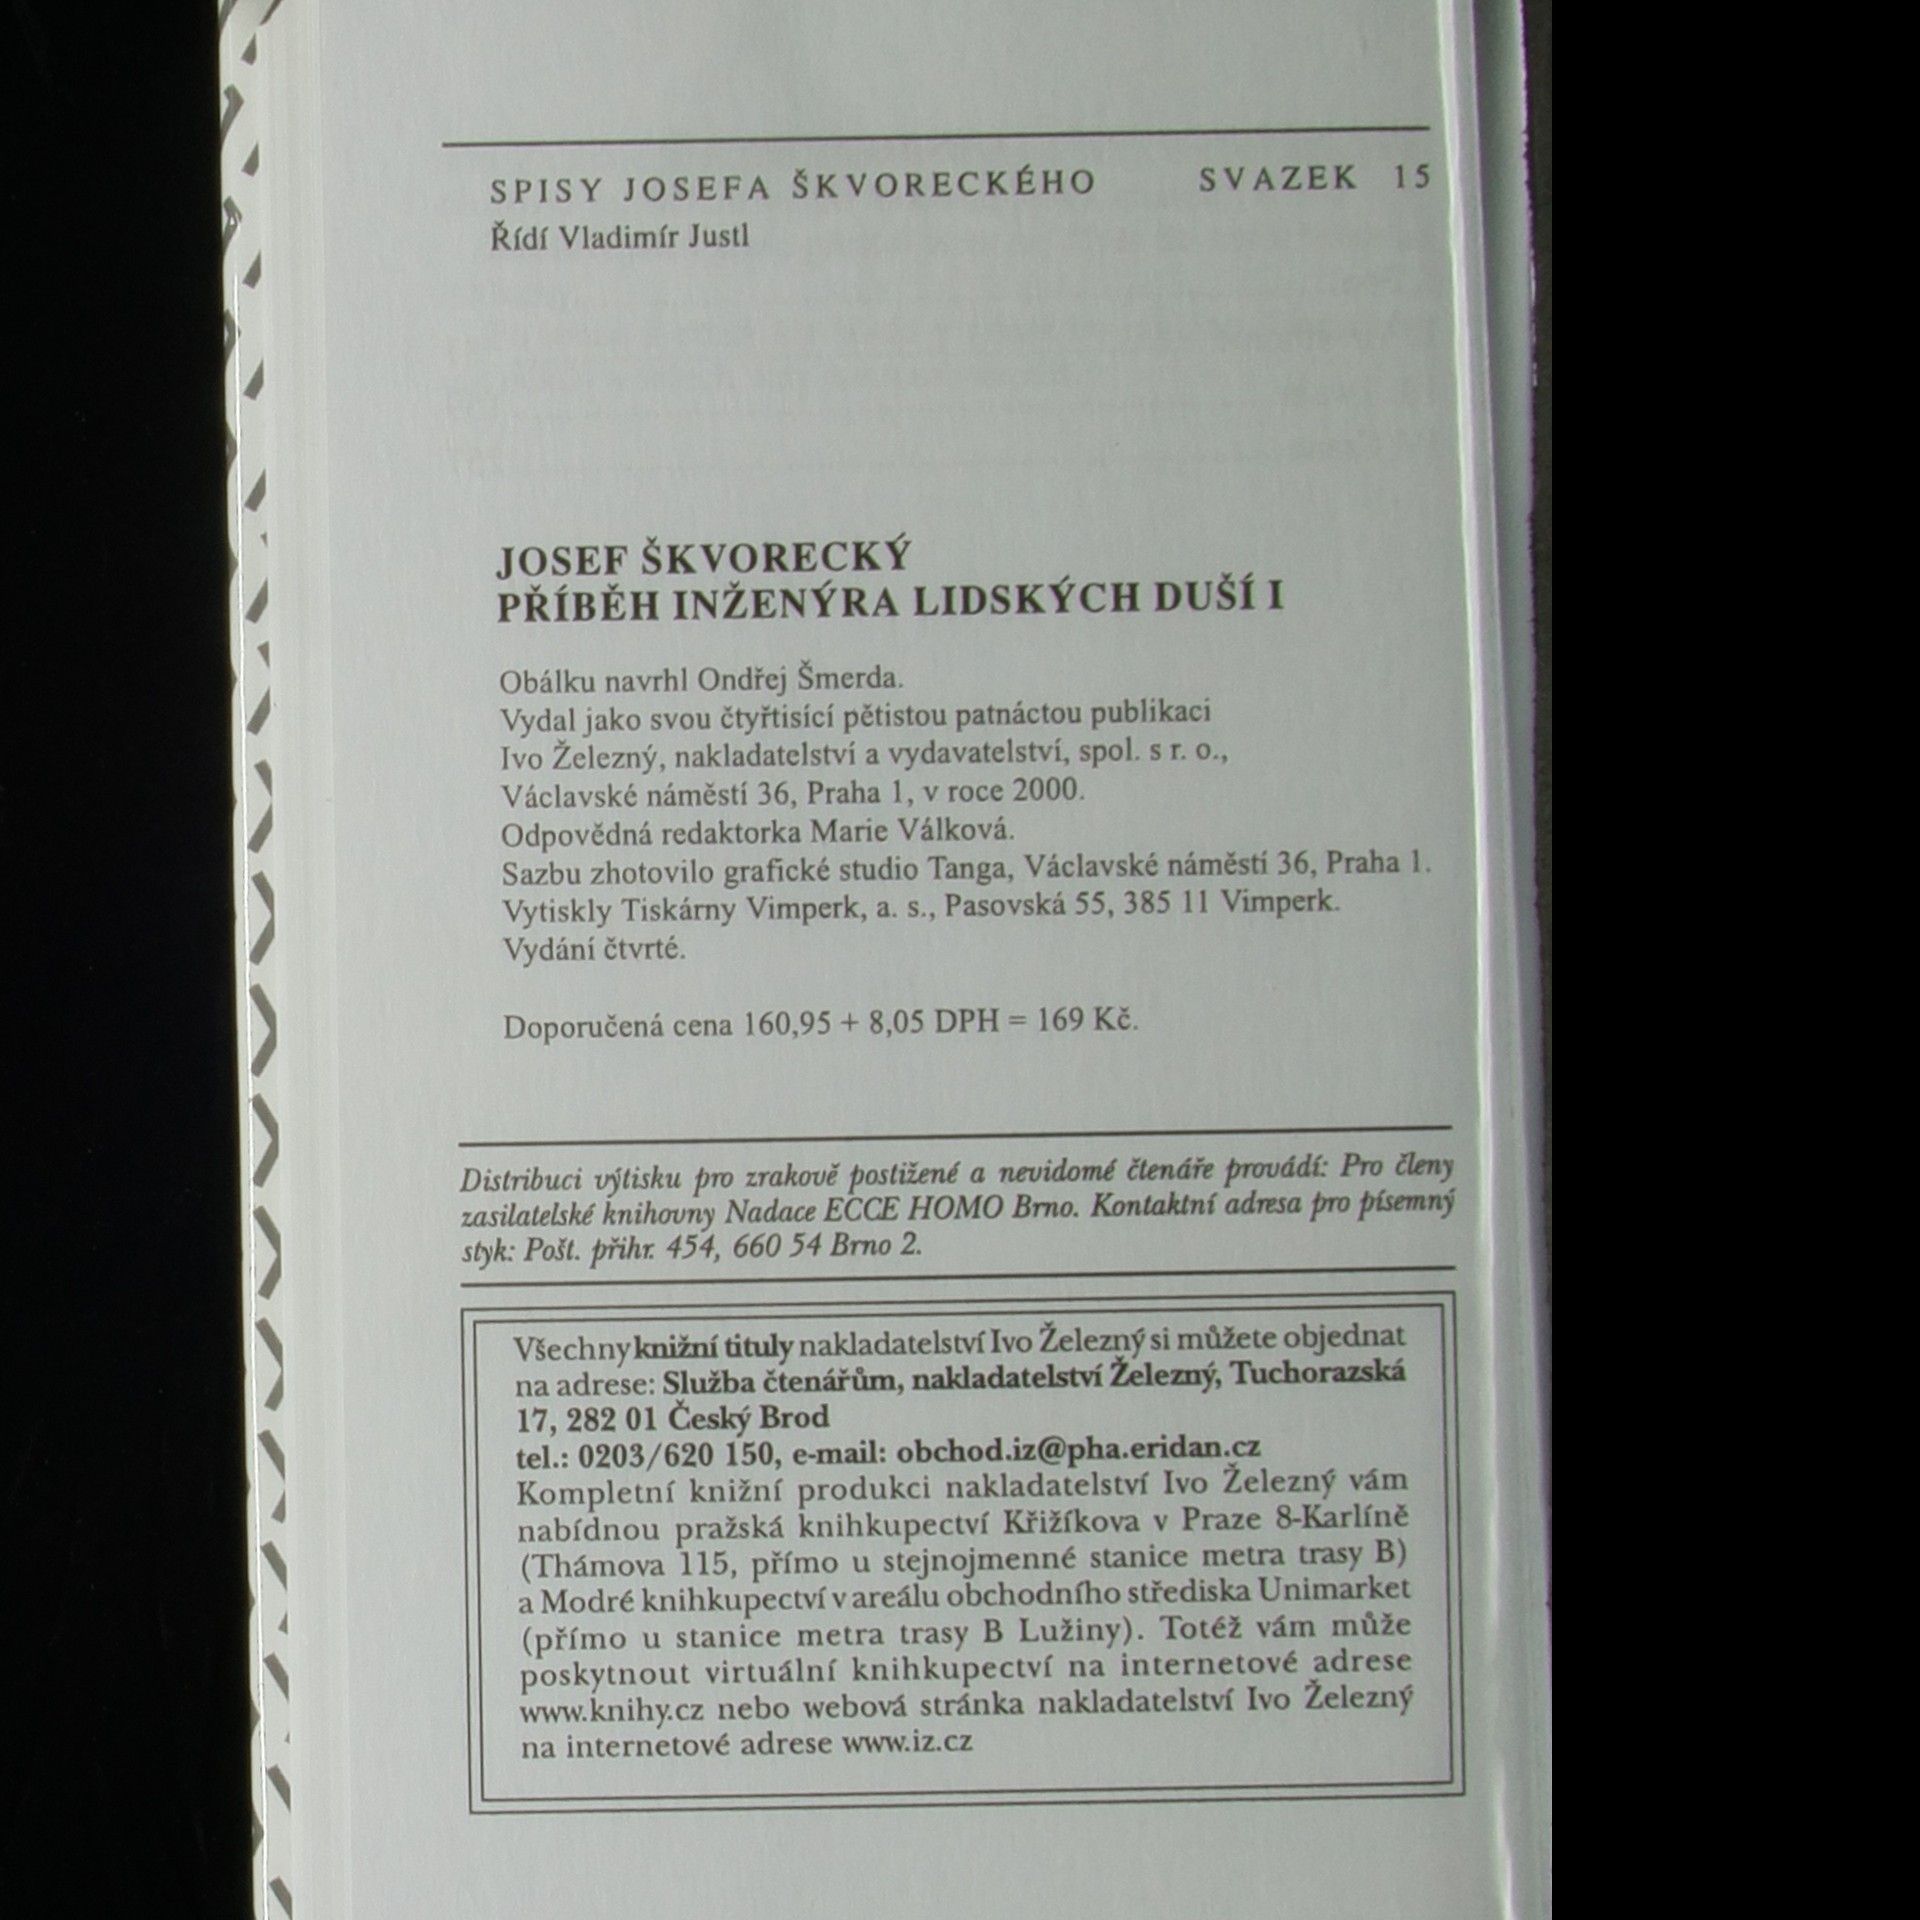 SPISY JOSEFA ŠKVORECKÉHO SVAZEK 15
Řídí Vladimír Justl
JOSEF ŠKVORECKÝ
PŘÍBĚH INŽENÝRA LIDSKÝCH DUŠÍ I
Obálku navrhl Ondřej Šmerda.
Vydal jako svou čtyřtisící pětistou patnáctou publikaci
Ivo Železný, nakladatelství a vydavatelství, spol. s r. o.,
Václavské náměstí 36, Praha 1, v roce 2000.
Odpovědná redaktorka Marie Válková.
Sazbu zhotovilo grafické studio Tanga, Václavské náměstí 36, Praha 1.
Vytiskly Tiskárny Vimperk, a. s., Pasovská 55, 385 11 Vimperk.
Vydání čtvrté.
Doporučená cena 160,95 + 8,05 DPH = 169 Kč.
Distribuci výtisku pro zrakově postižené a nevidomé čtenáře provádí: Pro členy
zasilatelské knihovny Nadace ECCE HOMO Brno. Kontaktní adresa pro písemný
styk: Pošt. přihr. 454, 660 54 Brno 2.
Všechny knižní tituly nakladatelství Ivo Železný si můžete objednat
na adrese: Služba čtenářům, nakladatelství Železný, Tuchorazská
17, 282 01 Český Brod
tel.: 0203/620 150, e-mail: obchod.iz@pha.eridan.cz
Kompletní knižní produkci nakladatelství Ivo Železný vám
nabídnou pražská knihkupectví Křižíkova v Praze 8-Karlíně
(Thámova 115, přímo u stejnojmenné stanice metra trasy B)
a Modré knihkupectví v areálu obchodního střediska Unimarket
(přímo u stanice metra trasy B Lužiny). Totéž vám může
poskytnout virtuální knihkupectví na internetové adrese
www.knihy.cz nebo webová stránka nakladatelství Ivo Železný
na internetové adrese www.iz.cz